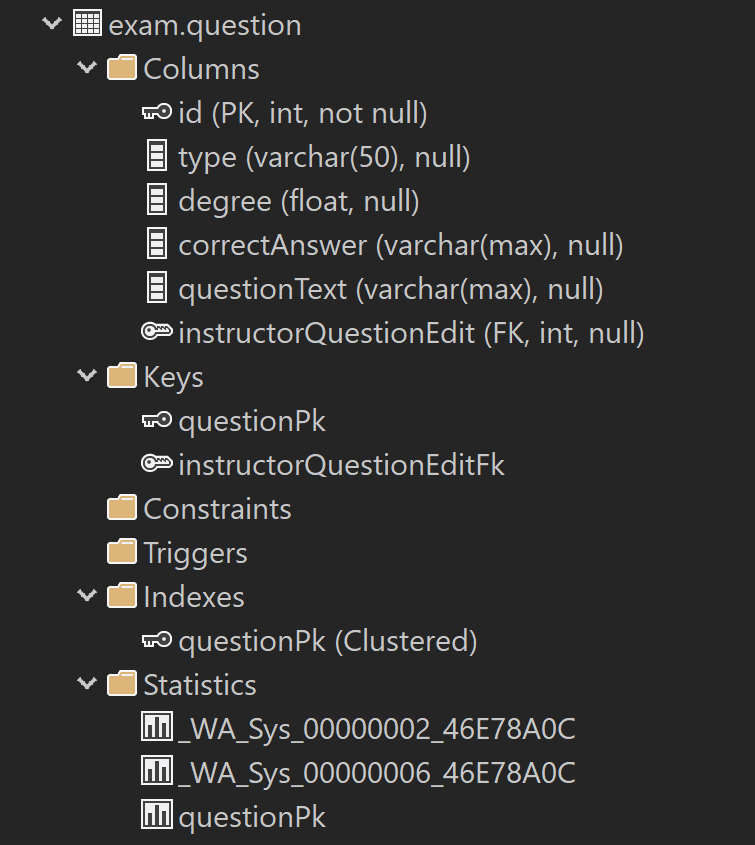 exam.question
Columns
id (PK, int, not null)
type (varchar(50), null)
degree (float, null)
correctAnswer (varchar(max), null)
questionText (varchar(max), null)
instructorQuestionEdit (FK, int, null)
Keys
questionPk
instructorQuestionEditFk
Constraints
Triggers
Indexes
questionPk (Clustered)
Statistics
_WA_Sys_00000002_46E78A0C
_WA_Sys_00000006_46E78A0C
questionPk